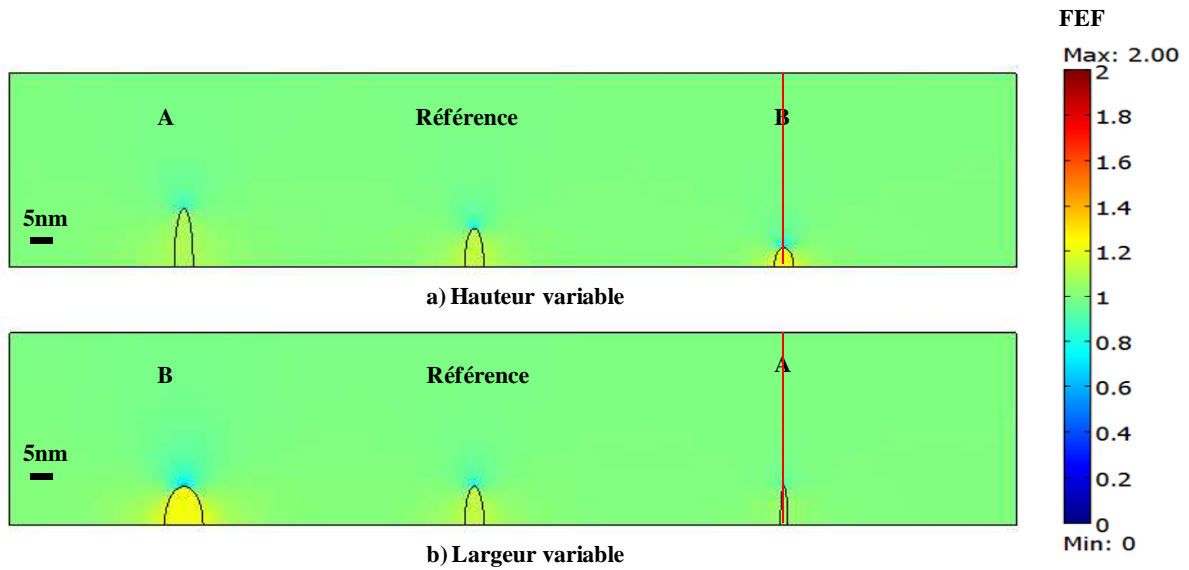 FEF
Max: 2.00
A
Référence
B
5nm
a) Hauteur variable
B
Référence
A
5nm
b) Largeur variable
2
1.8
1.6
1.4
1.2
1
0.8
0.6
0.4
0.2
0
Min: 0